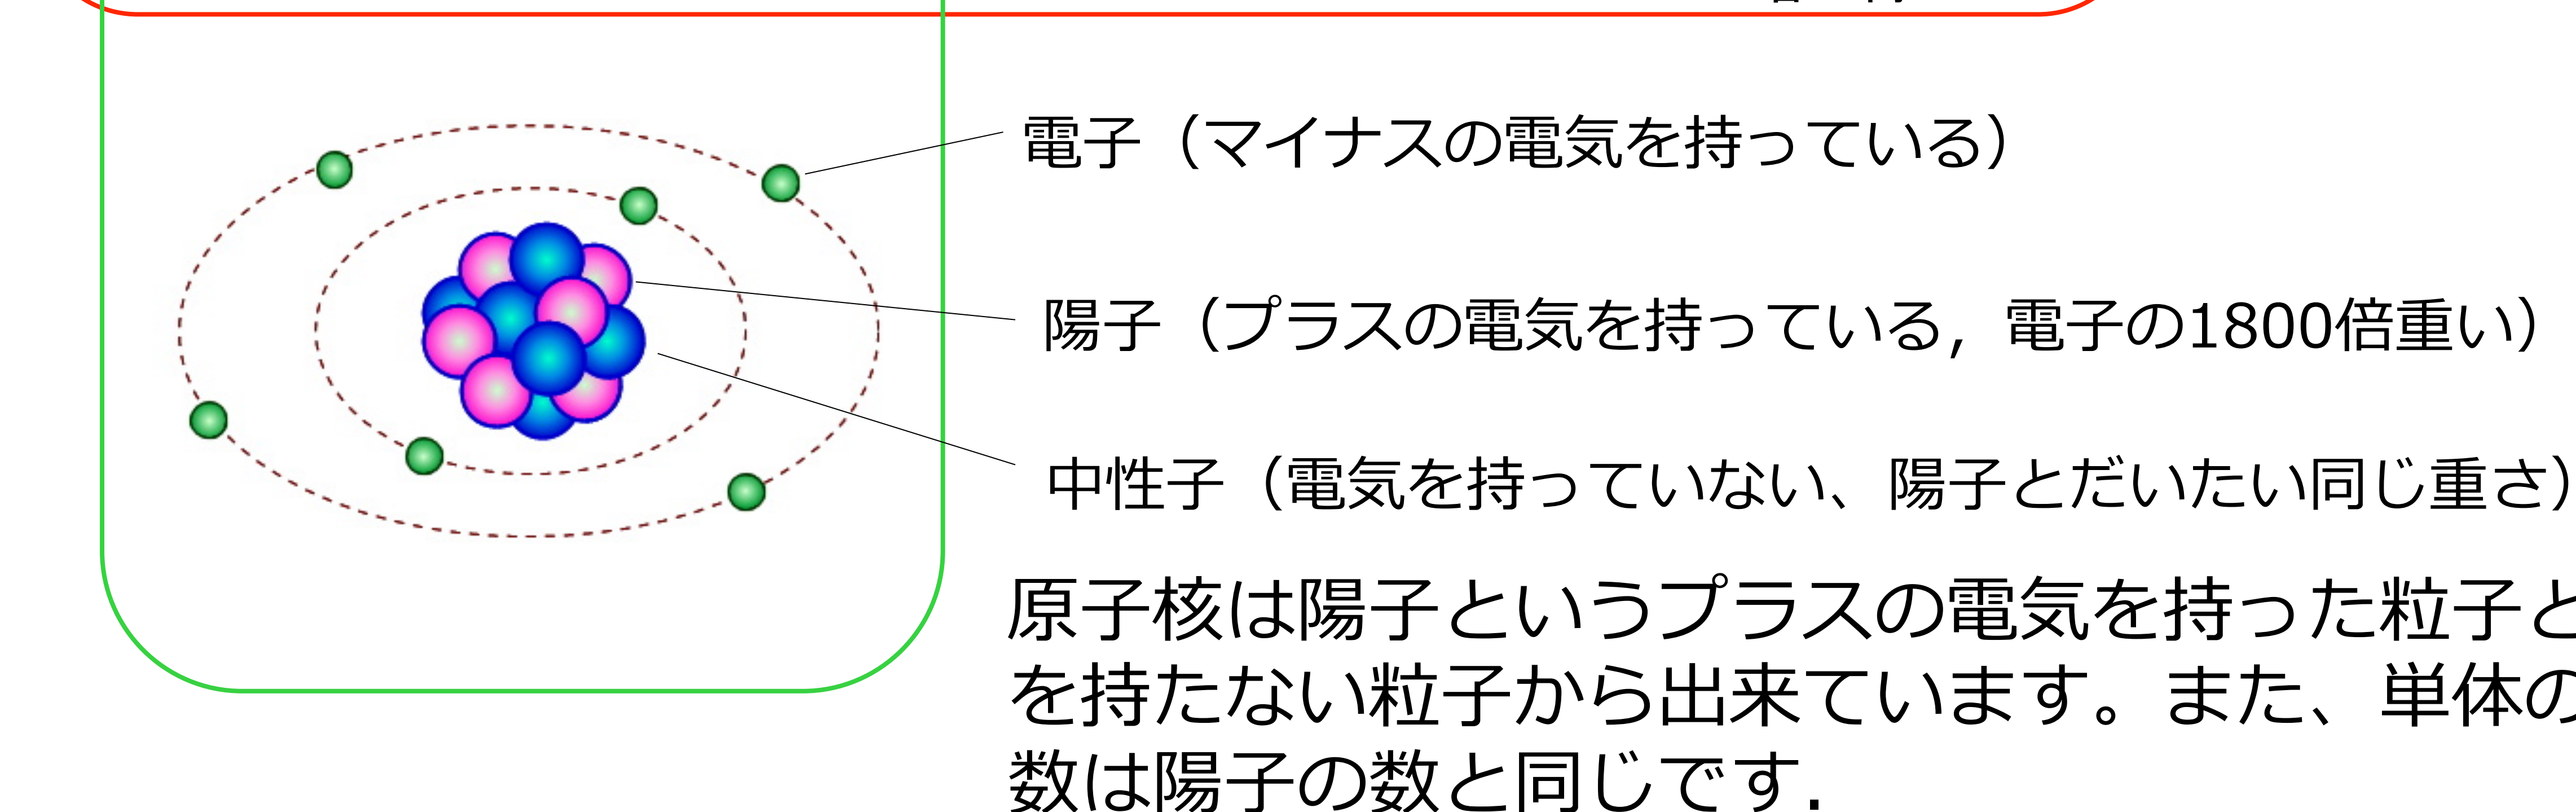 電子（マイナスの電気を持っている）
陽子（プラスの電気を持っている，電子の1800倍重い）
中性子（電気を持っていない、陽子とだいたい同じ重さ）
原子核は陽子というプラスの電気を持った粒子と
を持たない粒子から出来ています。また、単体の
数は陽子の数と同じです．